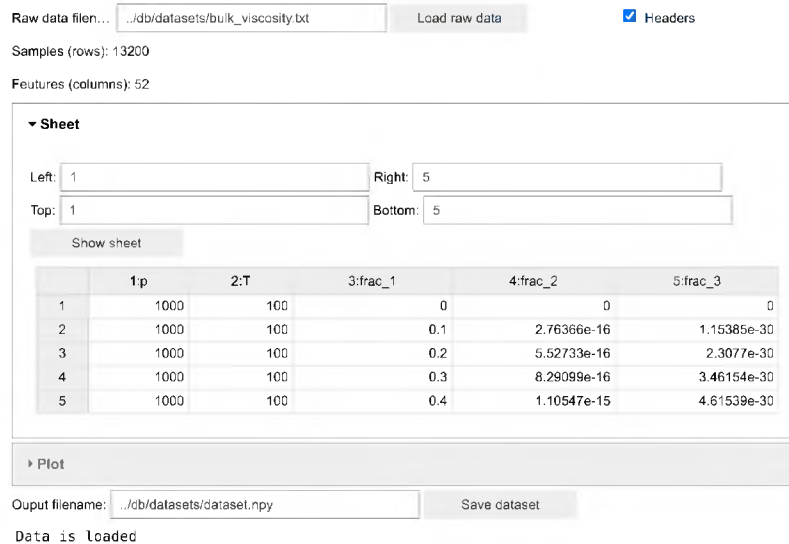 Raw data filen... ../db/datasets/bulk_viscosity.txt Load raw data Headers
Samples (rows): 13200
Feutures (columns): 52
Sheet
Left: 1 Right: 5
Top: 1 Bottom: 5
Show sheet
1:p 2:T 3:frac_1 4:frac_2 5:frac_3
1 1000 100 0 0 0
2 1000 100 0.1 2.76366e-16 1.15385e-30
3 1000 100 0.2 5.52733e-16 2.3077e-30
4 1000 100 0.3 8.29099e-16 3.46154e-30
5 1000 100 0.4 1.10547e-15 4.61539e-30
Plot
Ouput filename: ../db/datasets/dataset.npy Save dataset
Data is loaded